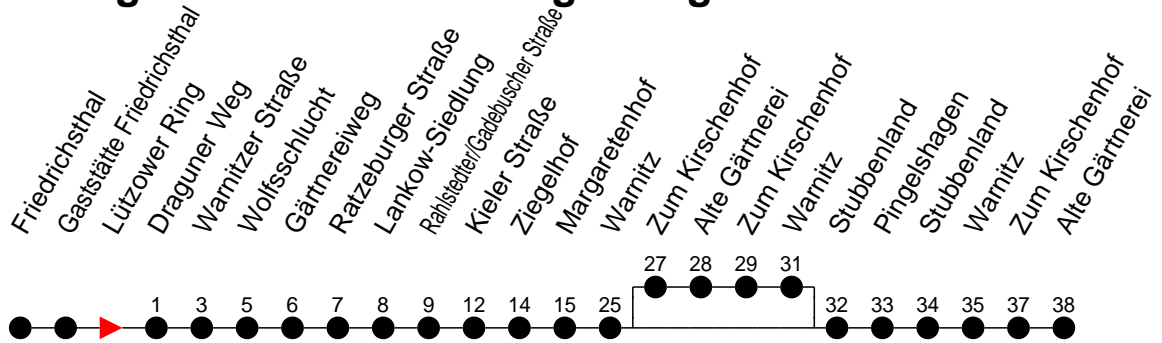 Friedrichsthal
Gaststätte Friedrichsthal
Lützower Ring
Draguner Weg
Warnitzer Straße
Wolfsschlucht
Gärtnereiweg
Ratzeburger Straße
Lankow-Siedlung
Rahlstedter/Gadebuscher Straße
Kieler Straße
Ziegelhof
Margaretenhof
Warnitz
Zum Kirschenhof
Alte Gärtnerei
Zum Kirschenhof
Warnitz
Stubbenland
Pingelshagen
Stubbenland
Warnitz
Zum Kirschenhof
Alte Gärtnerei
27 28 29 31
1 3 5 6 7 8 9 12 14 15 25 32 33 34 35 37 38